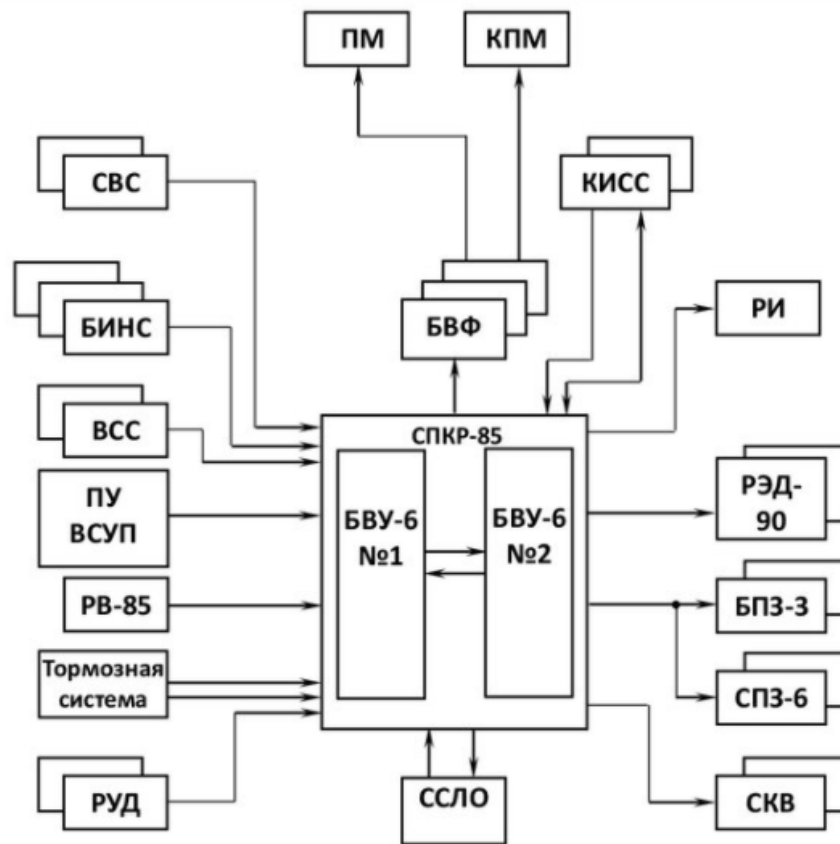 ПМ
КПМ
СВС
КИСС
БИНС
БВФ
РИ
ВСС
СПКР-85
ПУ
ВСУП
БВУ-6
№1
БВУ-6
№2
РЭД-
90
РВ-85
БПЗ-3
Тормозная
система
СПЗ-6
РУД
ССЛО
СКВ